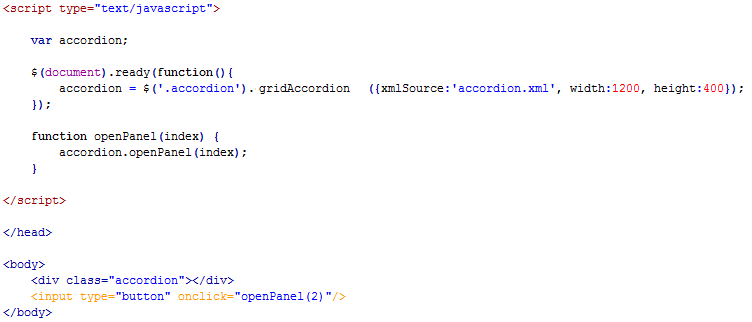 <script type="text/javascript">
var accordion;
$(document).ready(function(){
accordion = $('.accordion').gridAccordion ({xmlSource:'accordion.xml', width:1200, height:400});
});
function openPanel(index) {
accordion.openPanel(index);
}
</script>
</head>
<body>
<div class="accordion"></div>
<input type="button" onclick="openPanel(2)"/>
</body>